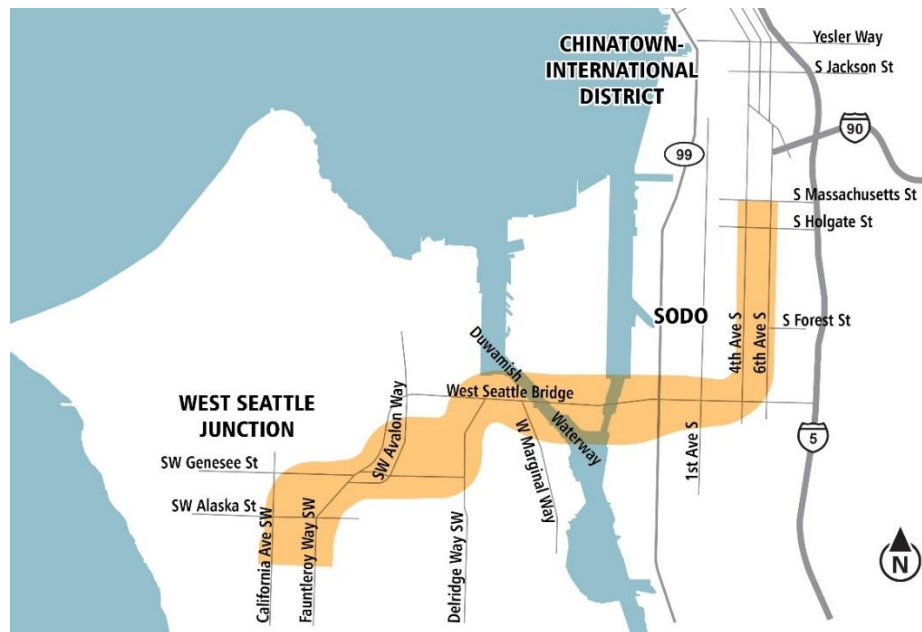 CHINATOWN-
INTERNATIONAL
DISTRICT
Yesler Way
S Jackson St
90
99
S Massachusetts St
S Holgate St
SODO
S Forest St
4th Ave S
6th Ave S
Duwamish
Waterway
West Seattle Bridge
WEST SEATTLE
JUNCTION
SW Avalon Way
W Marginal Way
1st Ave S
5
SW Genesee St
SW Alaska St
California Ave SW
Fauntleroy Way SW
Delridge Way SW
N